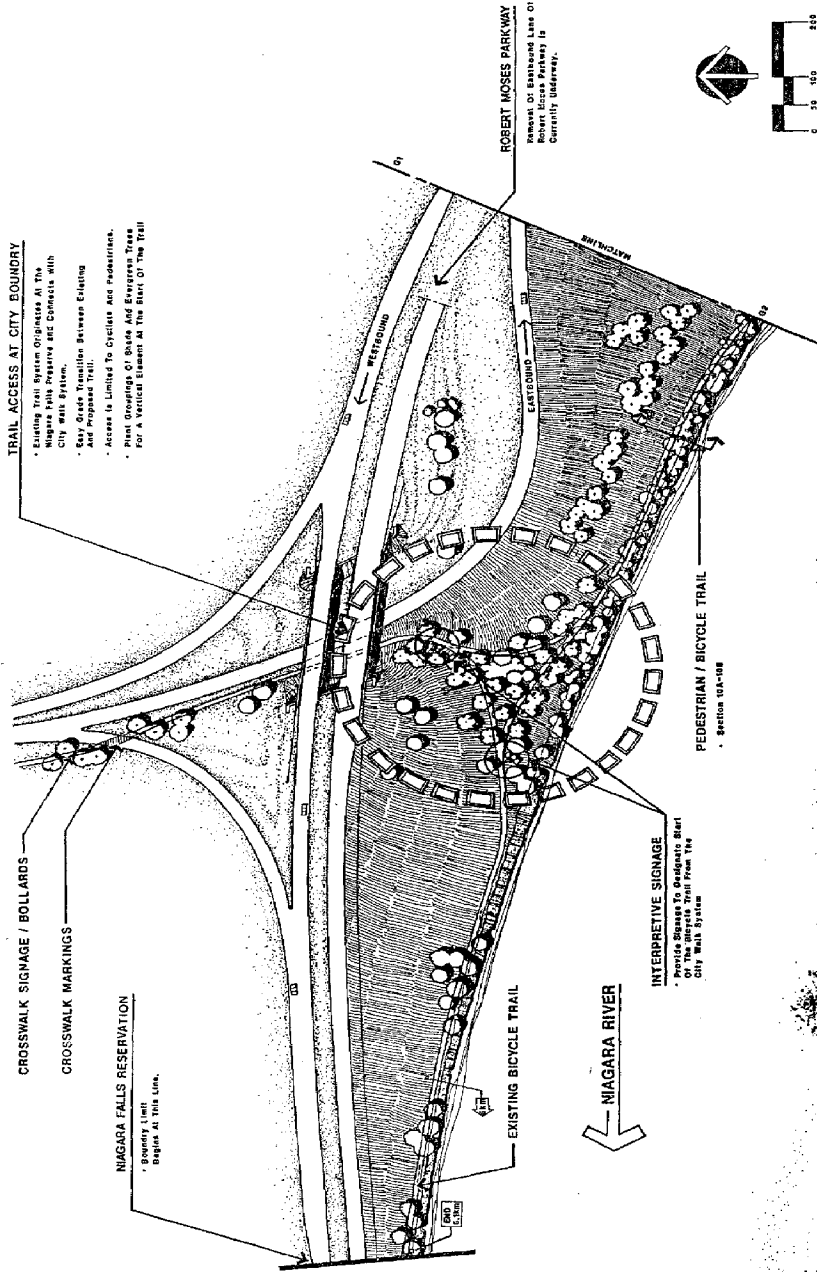 TRAIL ACCESS AT CITY BOUNDRY
* Existing Trail System Originates At The
Niagara Falls Preserve and Connects With
City Walk System.
* Easy Grade Transition Between Existing
And Proposed Trail.
* Access Is Limited To Cyclists And Pedestrians.
* Plant Groupings Of Shade And Evergreen Trees
For A Vertical Element At The Start Of The Trail
CROSSWALK SIGNAGE / BOLLARDS
CROSSWALK MARKINGS
NIAGARA FALLS RESERVATION
* Boundry Limit
Begins At This Line.
ROBERT MOSES PARKWAY
Removal Of Eastbound Lane Of
Robert Moses Parkway Is
Currently Underway.
WESTBOUND
EASTBOUND
MATCHLINE
EXISTING BICYCLE TRAIL
END
NIAGARA RIVER
INTERPRETIVE SIGNAGE
* Provide Signage To Designate Start
Of The Bicycle Trail From The
City Walk System
PEDESTRIAN / BICYCLE TRAIL
* Section 10A-10B
0 50 100 200